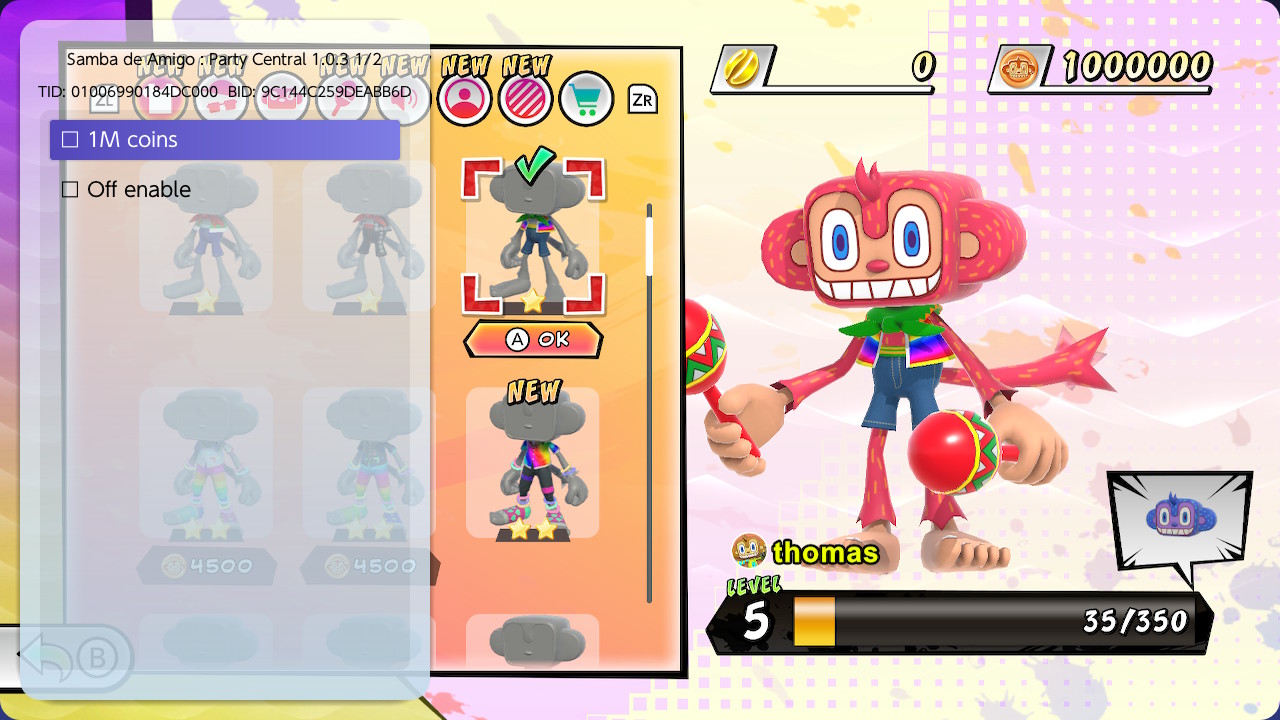 Samba de Amigo : Party Central 1.0.3 1/2
TID: 01006990184DC000 BID: 9C144C259DEABB6D
1M coins
Off enable
NEW NEW NEW NEW NEW NEW
ZL
ZR
0
1000000
A OK
NEW
4500
4500
thomas
LEVEL
5
35/350
B